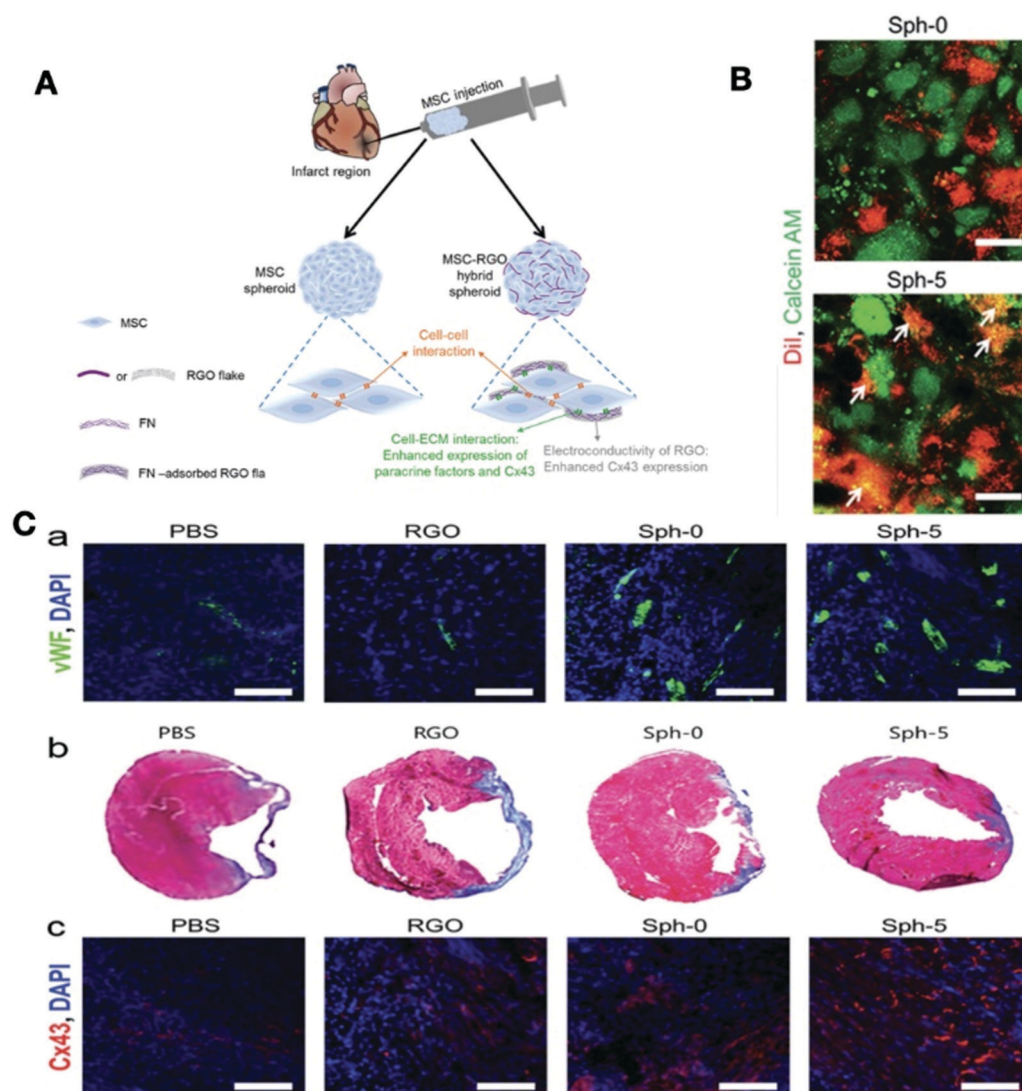 A
MSC injection
Infarct region
MSC
spheroid
MSC-RGO
hybrid
spheroid
MSC
or
RGO flake
FN
FN –adsorbed RGO fla
Cell-cell
interaction
Cell-ECM interaction:
Enhanced expression of
paracrine factors and Cx43
Electroconductivity of RGO:
Enhanced Cx43 expression
B
Sph-0
Sph-5
DiI, Calcein AM
C
a
PBS
RGO
Sph-0
Sph-5
vWF, DAPI
b
PBS
RGO
Sph-0
Sph-5
c
PBS
RGO
Sph-0
Sph-5
Cx43, DAPI